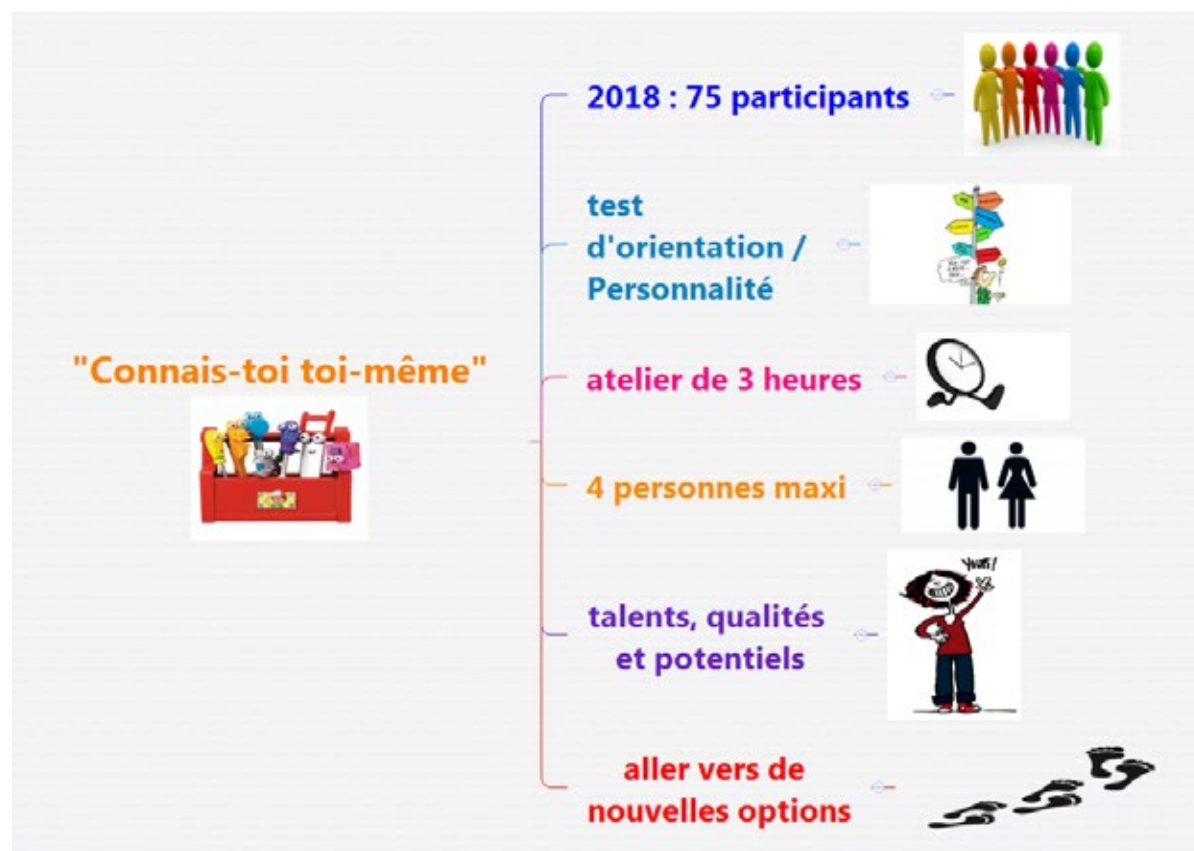 "Connais-toi toi-même"
2018 : 75 participants
test
d'orientation /
Personnalité
atelier de 3 heures
4 personnes maxi
talents, qualités
et potentiels
Youpi!
aller vers de
nouvelles options